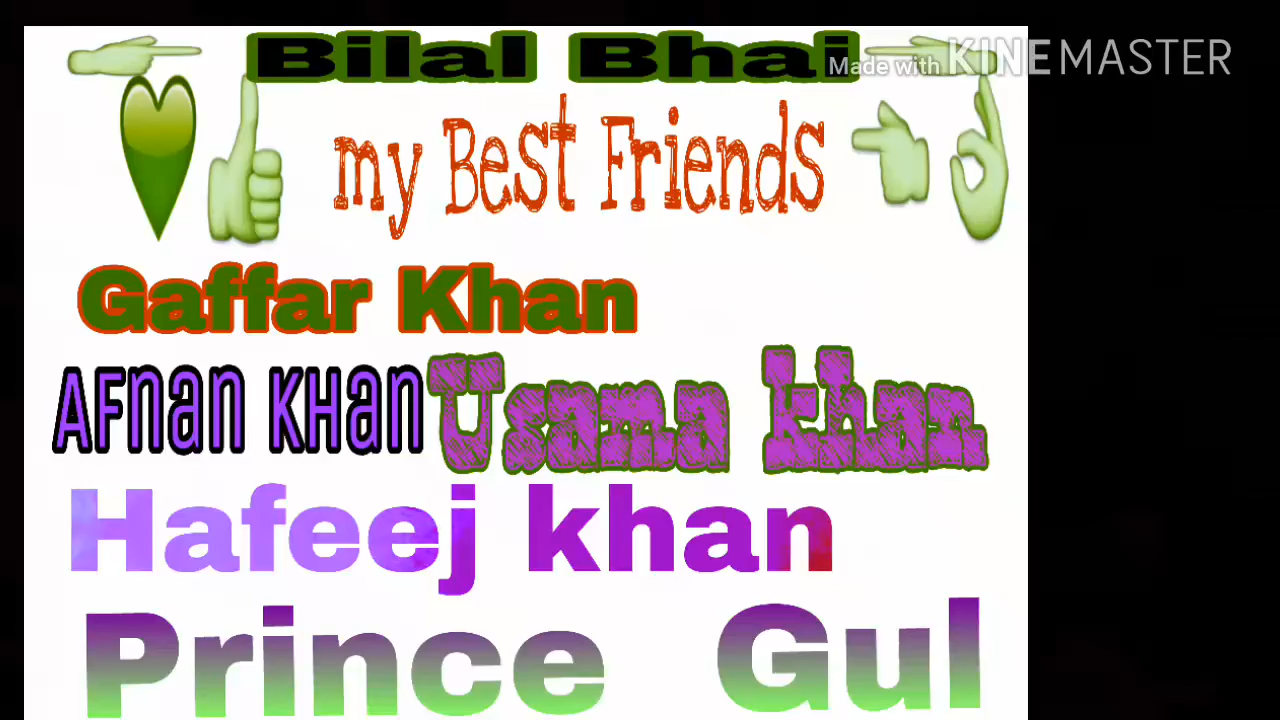 Bilal Bhai
Made with KINEMASTER
my Best Friends
Gaffar Khan
AFnan KHan Usama khan
Hafeej khan
Prince Gul